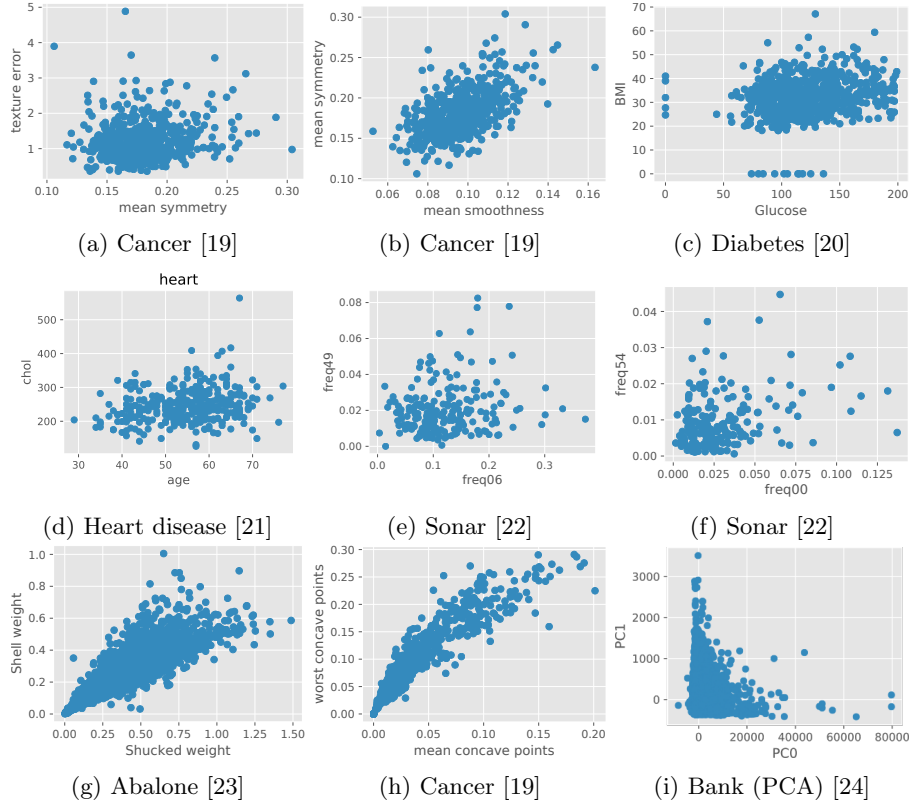 texture error
5
4
3
2
1
0.10 0.15 0.20 0.25 0.30
mean symmetry
(a) Cancer [19]
mean symmetry
0.30
0.25
0.20
0.15
0.10
0.06 0.08 0.10 0.12 0.14 0.16
mean smoothness
(b) Cancer [19]
BMI
70
60
50
40
30
20
10
0
0 50 100 150 200
Glucose
(c) Diabetes [20]
heart
chol
500
400
300
200
30 40 50 60 70
age
(d) Heart disease [21]
freq49
0.08
0.06
0.04
0.02
0.00
0.0 0.1 0.2 0.3
freq06
(e) Sonar [22]
freq54
0.04
0.03
0.02
0.01
0.00
0.000 0.025 0.050 0.075 0.100 0.125
freq00
(f) Sonar [22]
Shell weight
1.0
0.8
0.6
0.4
0.2
0.0
0.00 0.25 0.50 0.75 1.00 1.25 1.50
Shucked weight
(g) Abalone [23]
worst concave points
0.30
0.25
0.20
0.15
0.10
0.05
0.00
0.00 0.05 0.10 0.15 0.20
mean concave points
(h) Cancer [19]
PC1
3000
2000
1000
0
0 20000 40000 60000 80000
PC0
(i) Bank (PCA) [24]